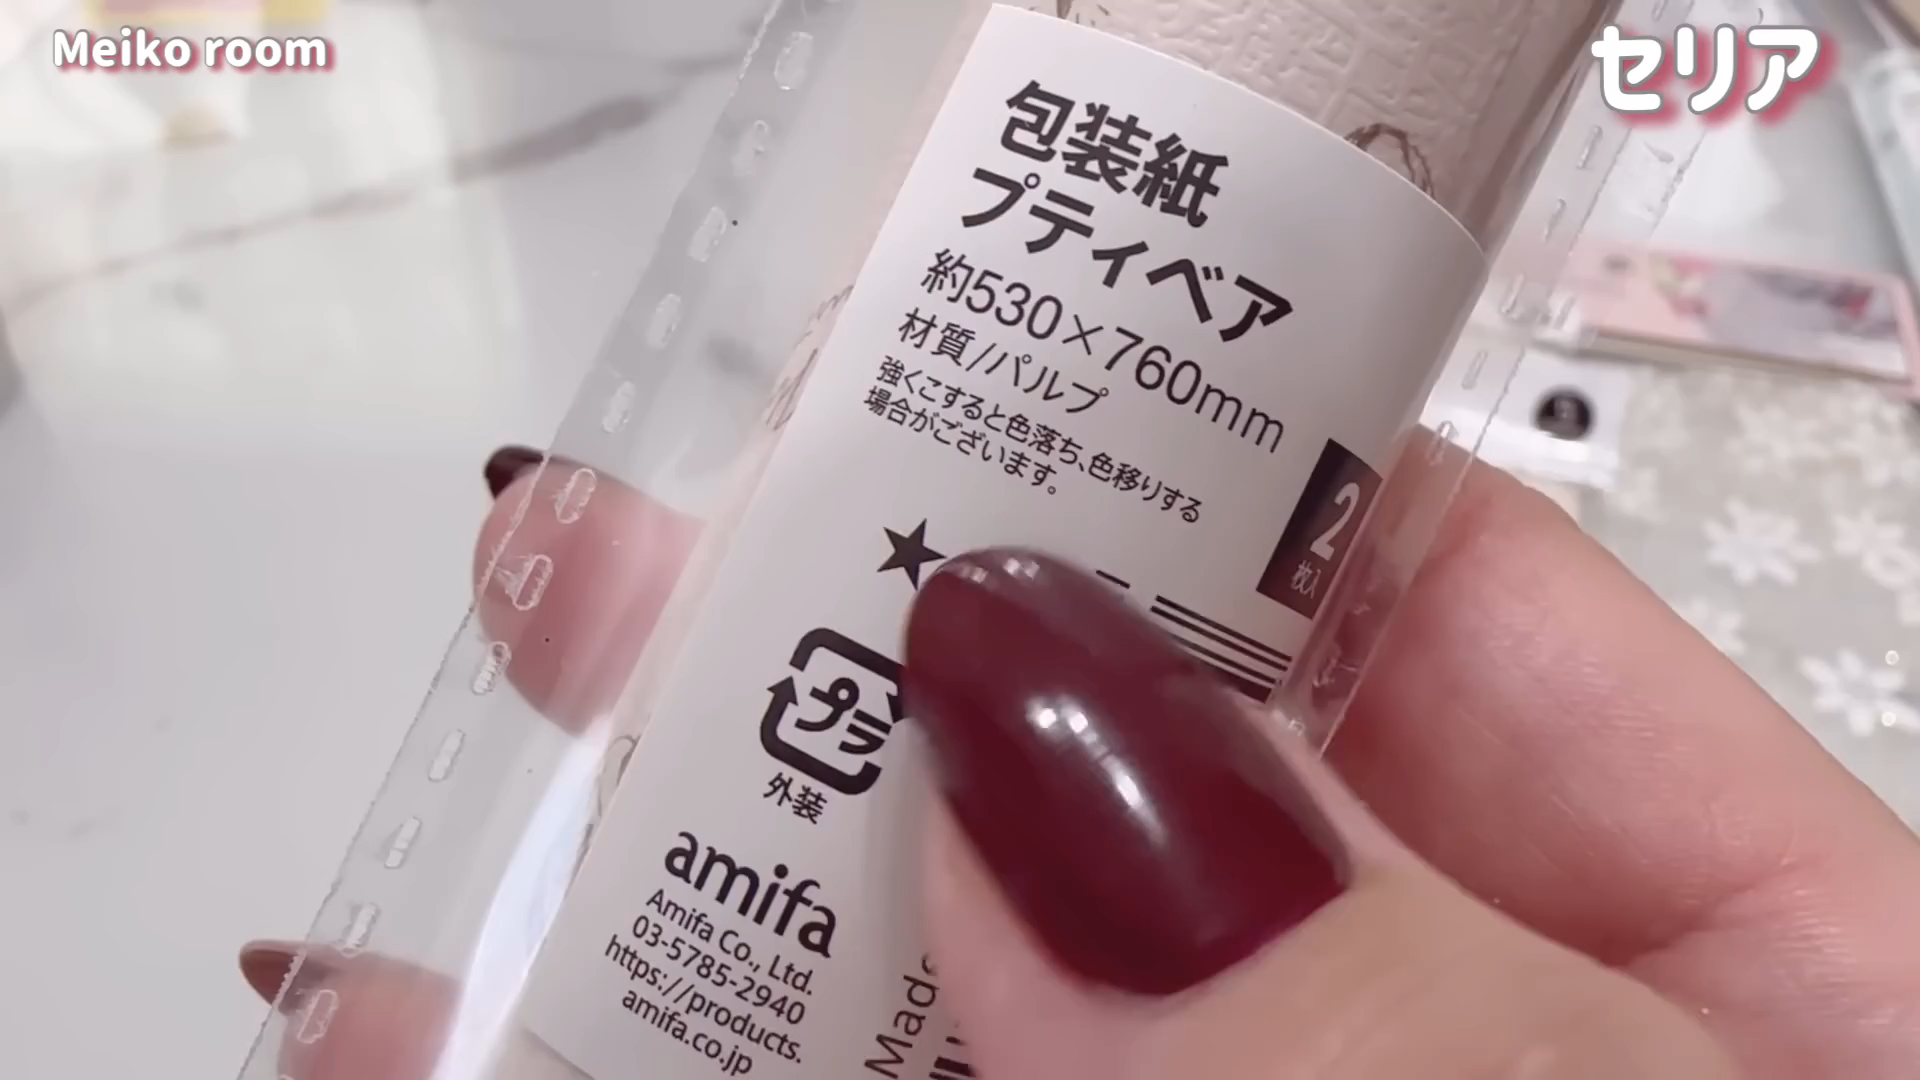 Meiko room
セリア
包装紙
プティベア
約530×760mm
材質/パルプ
強くこすると色落ち、色移りする
場合がございます。
2
枚入
プラ
外装
amifa
Amifa Co., Ltd.
03-5785-2940
https://products.
amifa.co.jp
Made